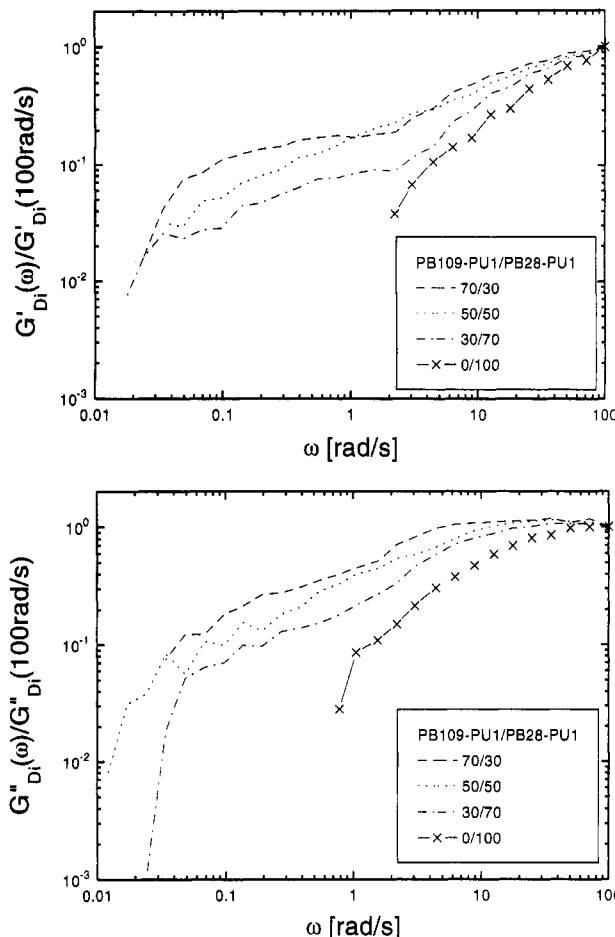 G'Di(ω)/G'Di(100rad/s)
10^0
10^-1
10^-2
10^-3
PB109-PU1/PB28-PU1
70/30
50/50
30/70
0/100
0.01 0.1 1 10 100
ω [rad/s]
G"Di(ω)/G"Di(100rad/s)
10^0
10^-1
10^-2
10^-3
PB109-PU1/PB28-PU1
70/30
50/50
30/70
0/100
0.01 0.1 1 10 100
ω [rad/s]